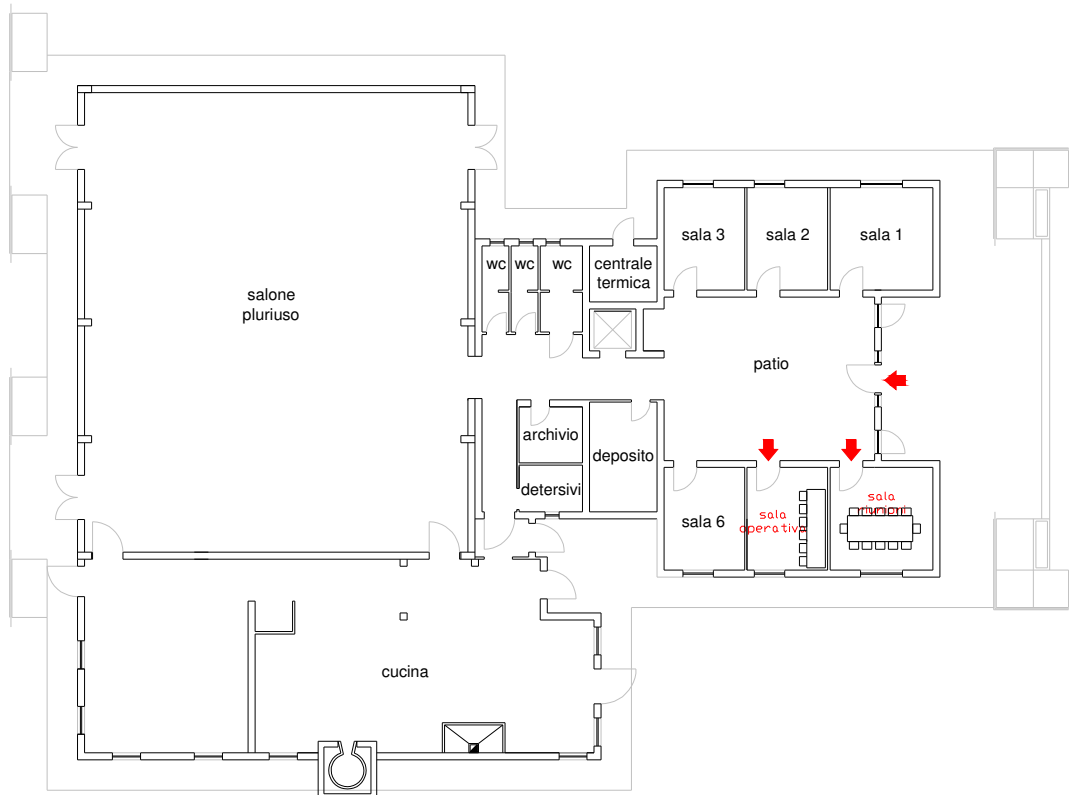 sala 3
sala 2
sala 1
wc
wc
wc
centrale
termica
salone
pluriuso
patio
archivio
deposito
detersivi
sala 6
sala
operativa
sala
riunioni
cucina